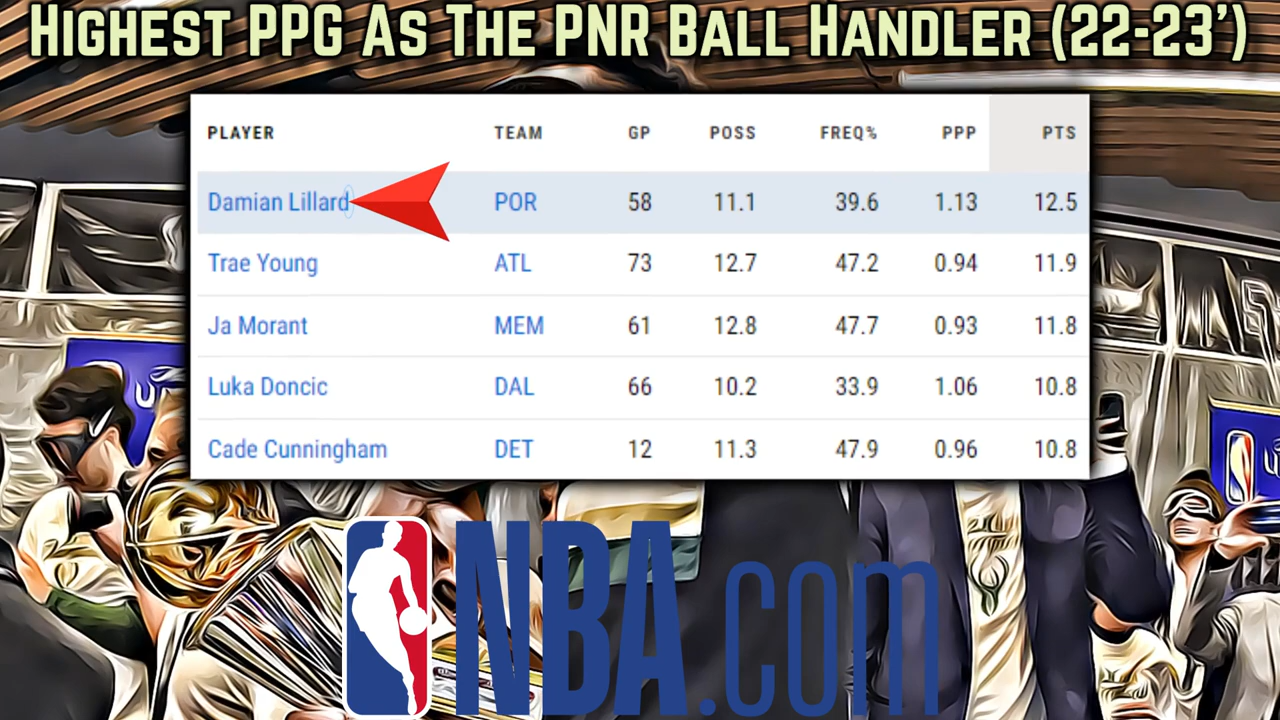 HIGHEST PPG AS THE PNR BALL HANDLER (22-23')
PLAYER TEAM GP POSS FREQ% PPP PTS
Damian Lillard POR 58 11.1 39.6 1.13 12.5
Trae Young ATL 73 12.7 47.2 0.94 11.9
Ja Morant MEM 61 12.8 47.7 0.93 11.8
Luka Doncic DAL 66 10.2 33.9 1.06 10.8
Cade Cunningham DET 12 11.3 47.9 0.96 10.8
NBA.com